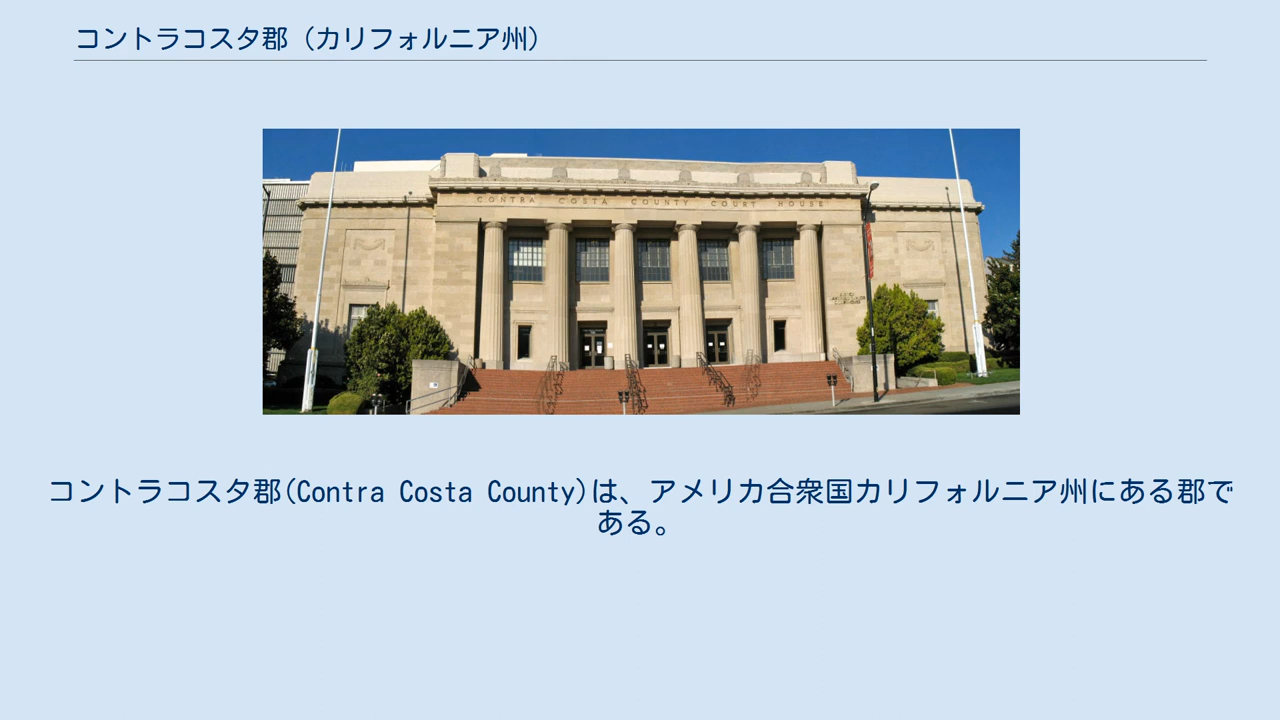 コントラコスタ郡（カリフォルニア州）
CONTRA COSTA COUNTY COURT HOUSE
コントラコスタ郡(Contra Costa County)は、アメリカ合衆国カリフォルニア州にある郡で
ある。